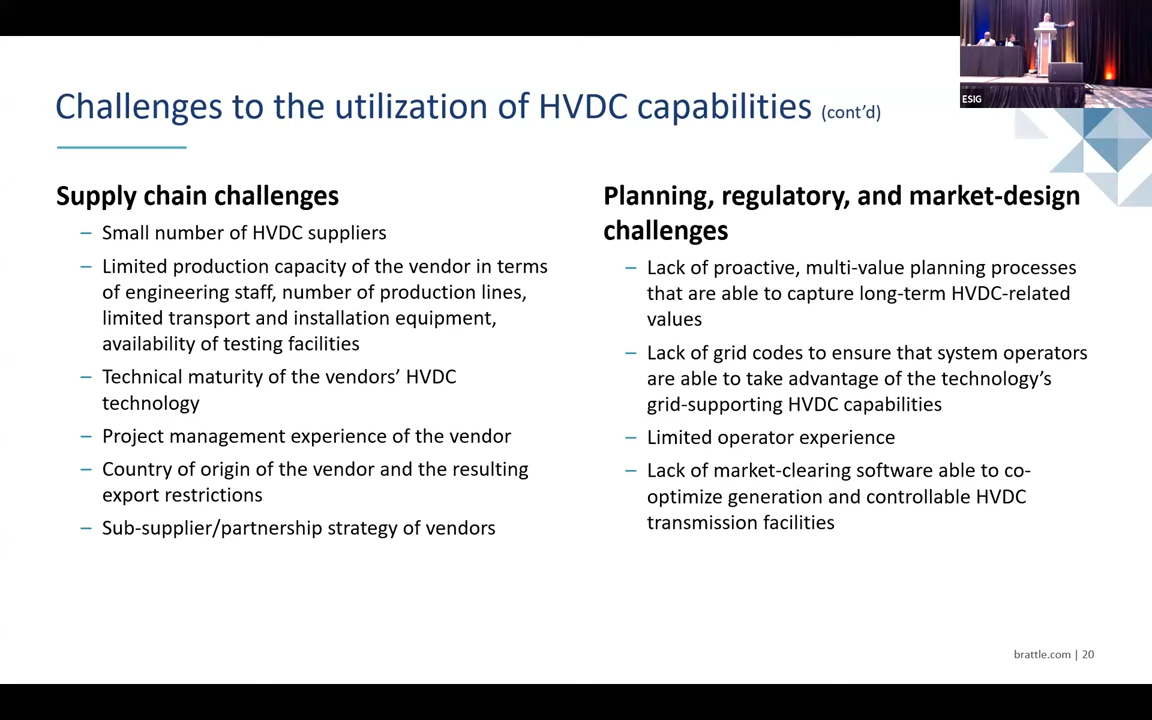 Challenges to the utilization of HVDC capabilities (cont’d)
ESIG
Supply chain challenges
– Small number of HVDC suppliers
– Limited production capacity of the vendor in terms
of engineering staff, number of production lines,
limited transport and installation equipment,
availability of testing facilities
– Technical maturity of the vendors’ HVDC
technology
– Project management experience of the vendor
– Country of origin of the vendor and the resulting
export restrictions
– Sub-supplier/partnership strategy of vendors
Planning, regulatory, and market-design
challenges
– Lack of proactive, multi-value planning processes
that are able to capture long-term HVDC-related
values
– Lack of grid codes to ensure that system operators
are able to take advantage of the technology’s
grid-supporting HVDC capabilities
– Limited operator experience
– Lack of market-clearing software able to co-
optimize generation and controllable HVDC
transmission facilities
brattle.com | 20